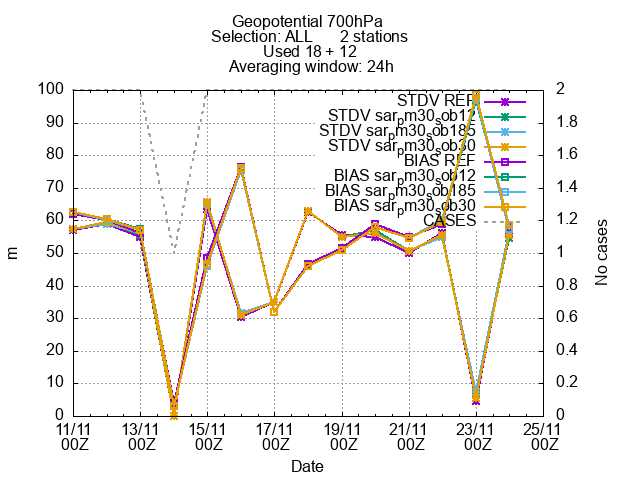 Geopotential 700hPa
Selection: ALL 2 stations
Used 18 + 12
Averaging window: 24h
STDV REF
STDV sar_pm30_sob12
STDV sar_pm30_sob185
STDV sar_pm30_sob30
BIAS REF
BIAS sar_pm30_sob12
BIAS sar_pm30_sob185
BIAS sar_pm30_sob30
CASES
100
90
80
70
60
50
40
30
20
10
0
m
2
1.8
1.6
1.4
1.2
1
0.8
0.6
0.4
0.2
0
No cases
11/11 13/11 15/11 17/11 19/11 21/11 23/11 25/11
00Z 00Z 00Z 00Z 00Z 00Z 00Z 00Z
Date